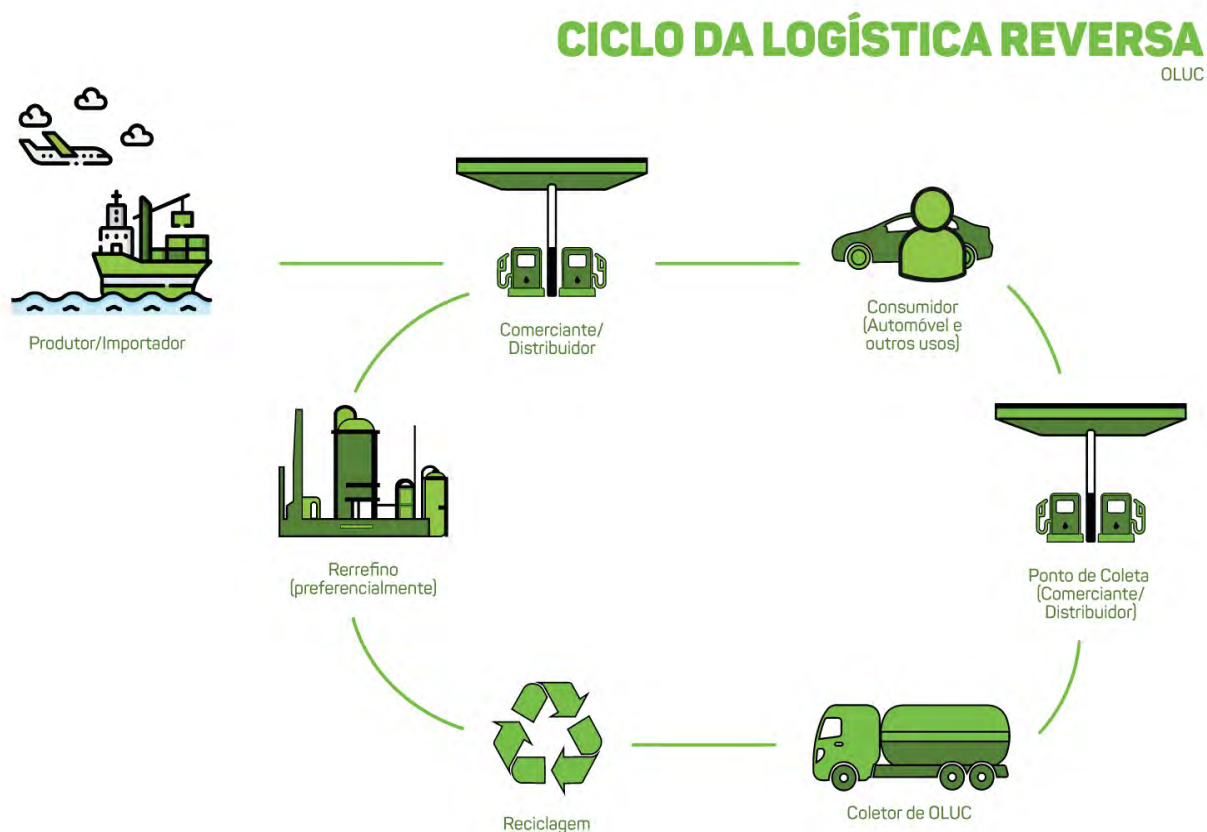 CICLO DA LOGÍSTICA REVERSA
OLUC
Produtor/Importador
Comerciante/
Distribuidor
Consumidor
(Automóvel e
outros usos)
Rerrefino
(preferencialmente)
Ponto de Coleta
(Comerciante/
Distribuidor)
Reciclagem
Coletor de OLUC